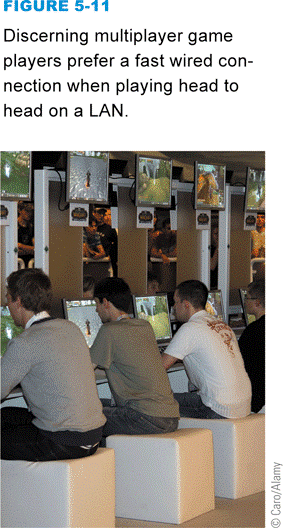 FIGURE 5-11
Discerning multiplayer game
players prefer a fast wired con-
nection when playing head to
head on a LAN.
© Caro/Alamy